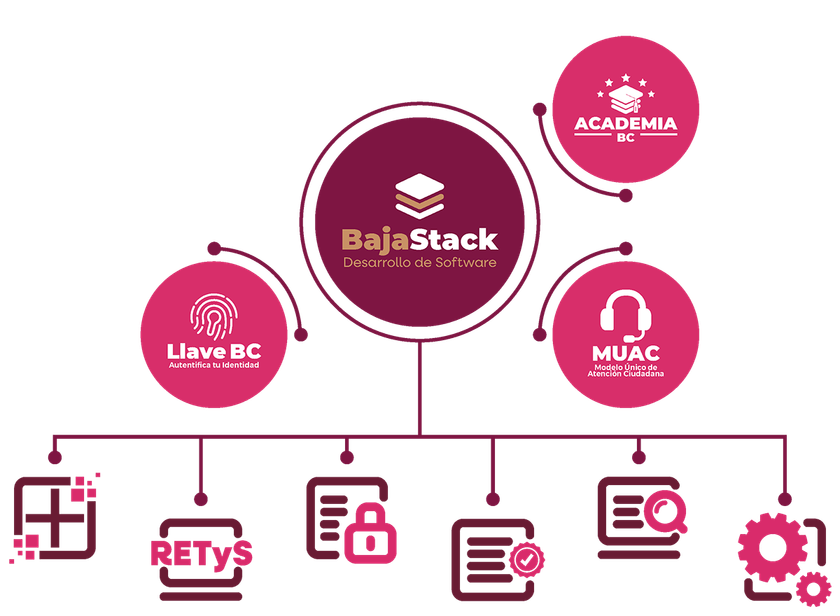 ACADEMIA
BC
BajaStack
Desarrollo de Software
Llave BC
Autentifica tu Identidad
MUAC
Modelo Único de
Atención Ciudadana
RETyS